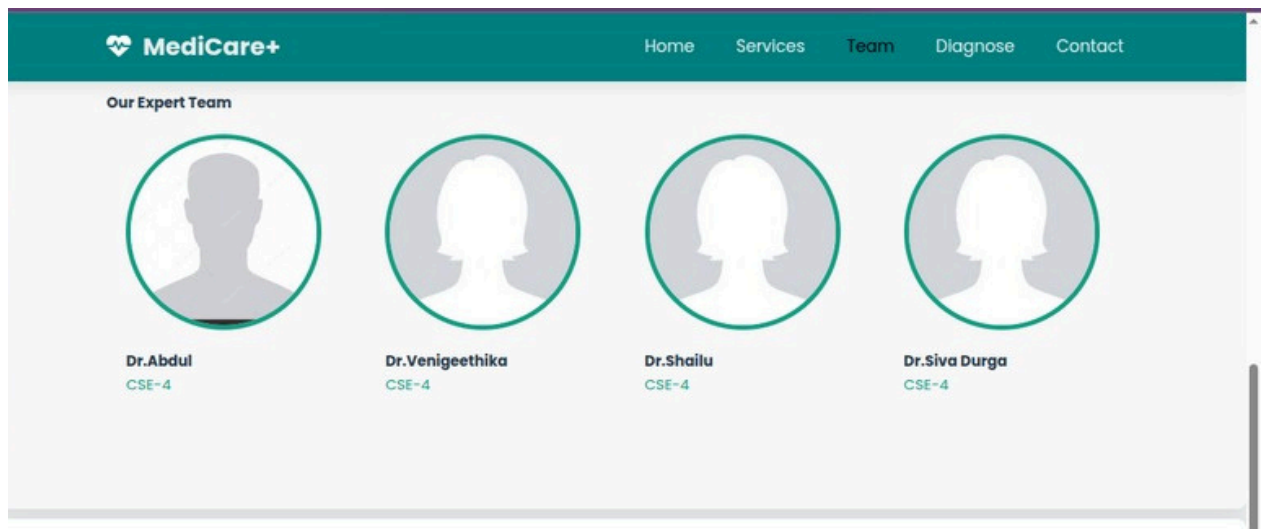 MediCare+ Home Services Team Diagnose Contact
Our Expert Team
Dr.Abdul Dr.Venigeethika Dr.Shailu Dr.Siva Durga
CSE-4 CSE-4 CSE-4 CSE-4